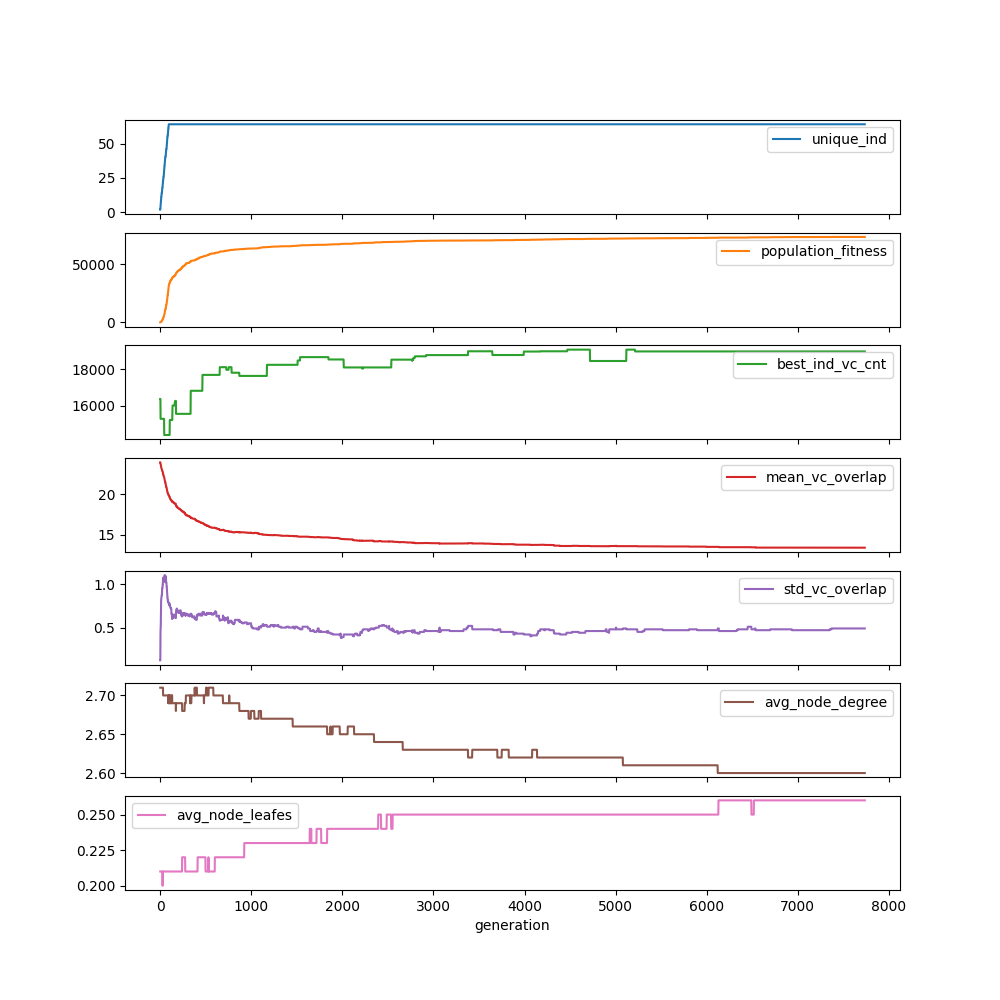 50
25
0
unique_ind
50000
0
population_fitness
18000
16000
best_ind_vc_cnt
20
15
mean_vc_overlap
1.0
0.5
std_vc_overlap
2.70
2.65
2.60
avg_node_degree
0.250
0.225
0.200
avg_node_leafes
0 1000 2000 3000 4000 5000 6000 7000 8000
generation